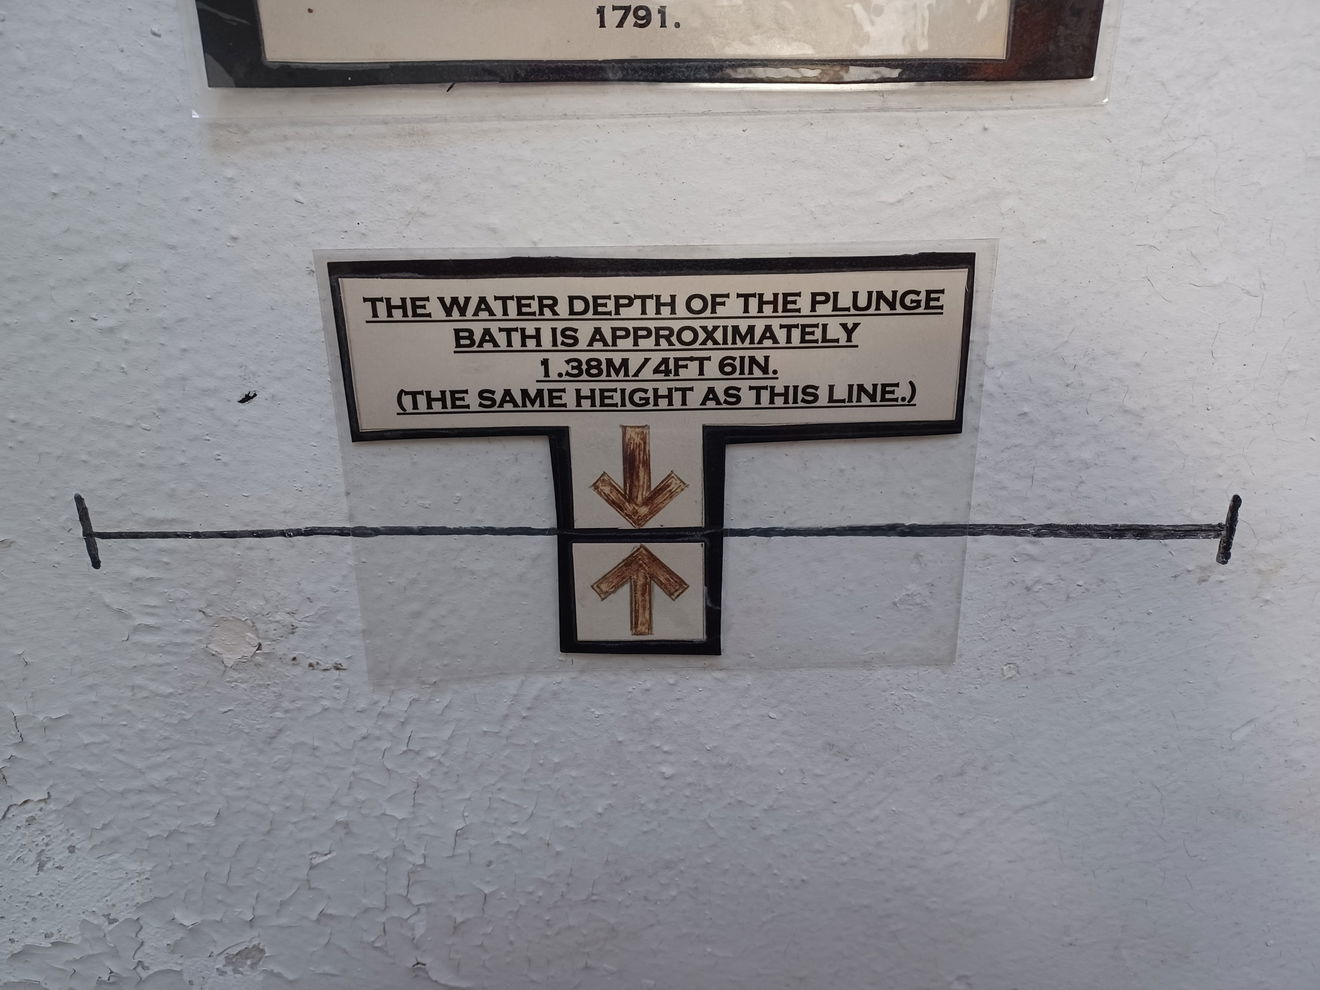 1791.
THE WATER DEPTH OF THE PLUNGE
BATH IS APPROXIMATELY
1.38M/4FT 6IN.
(THE SAME HEIGHT AS THIS LINE.)